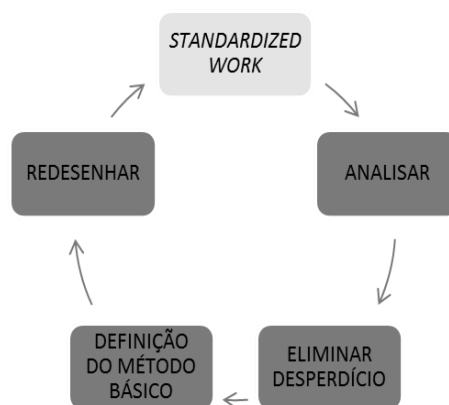 STANDARDIZED
WORK
REDESENHAR
ANALISAR
DEFINIÇÃO
DO MÉTODO
BÁSICO
ELIMINAR
DESPERDÍCIO